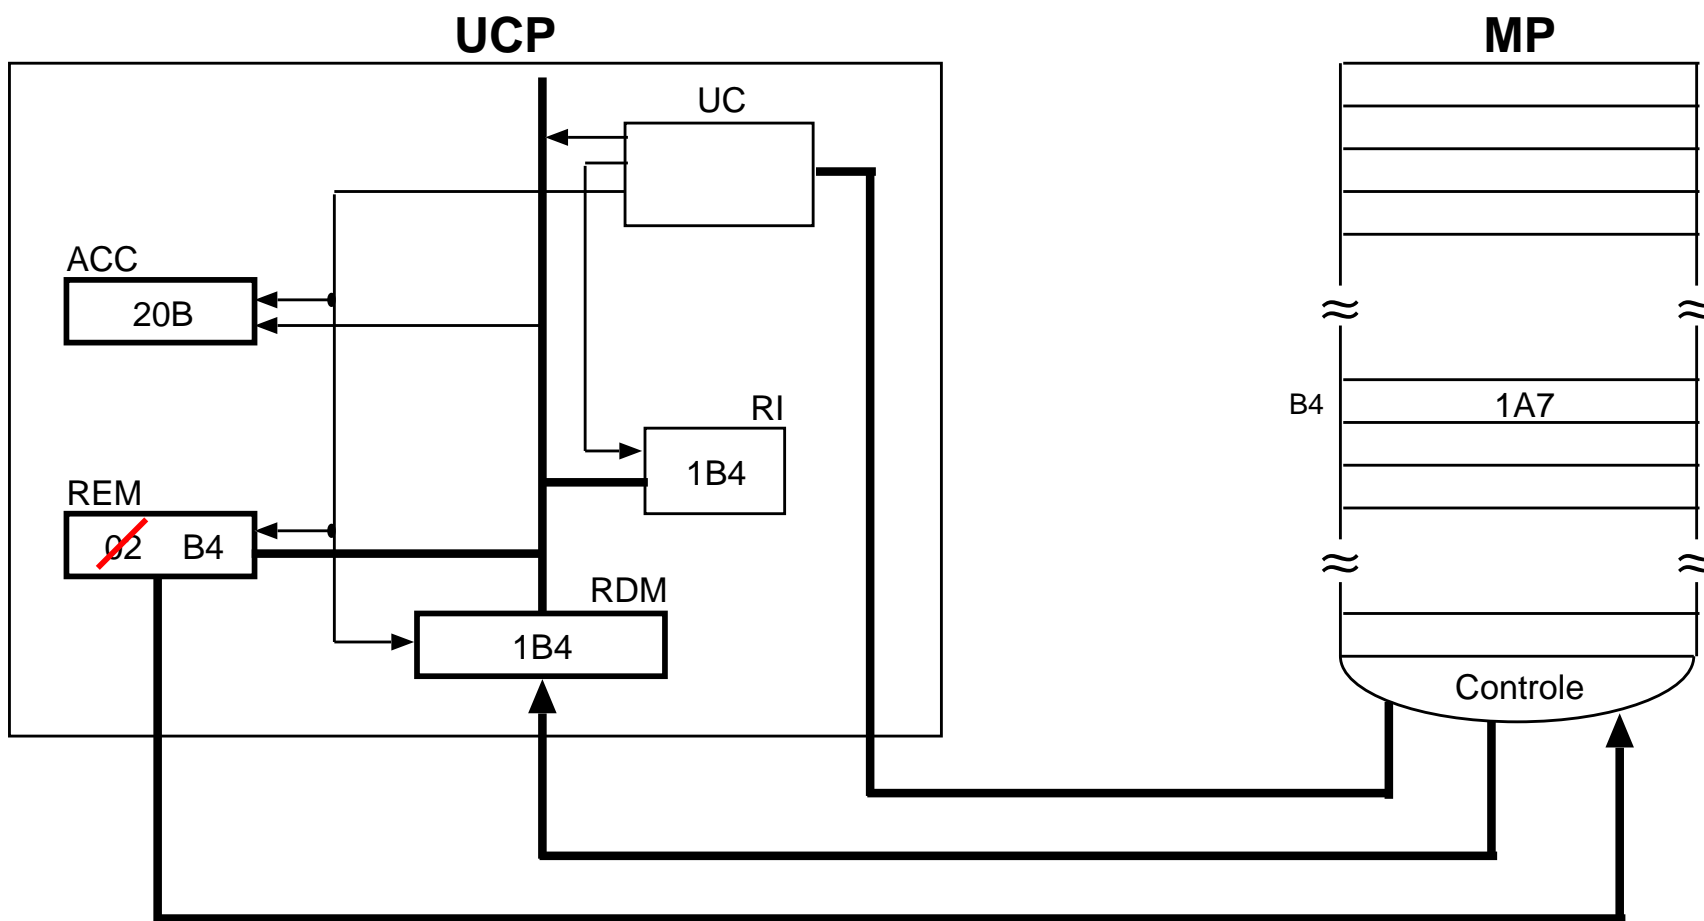 UCP
MP
UC
ACC
20B
RI
1B4
B4
1A7
REM
02 B4
RDM
1B4
Controle